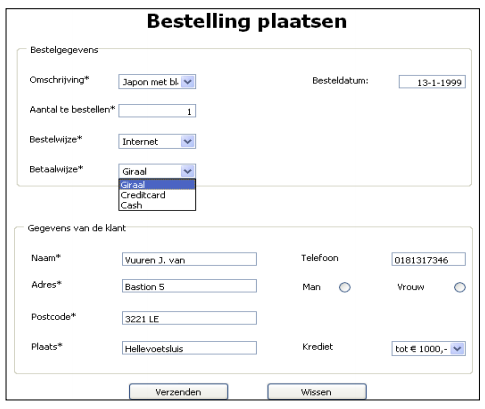 Bestelling plaatsen
Bestelgegevens
Omschrijving* Japon met bl. Besteldatum: 13-1-1999
Aantal te bestellen* 1
Bestelwijze* Internet
Betaalwijze* Giraal
Giraal
Creditcard
Cash
Gegevens van de klant
Naam* Vuuren J. van Telefoon 0181317346
Adres* Bastion 5 Man Vrouw
Postcode* 3221 LE
Plaats* Hellevoetsluis Krediet tot € 1000,-
Verzenden Wissen